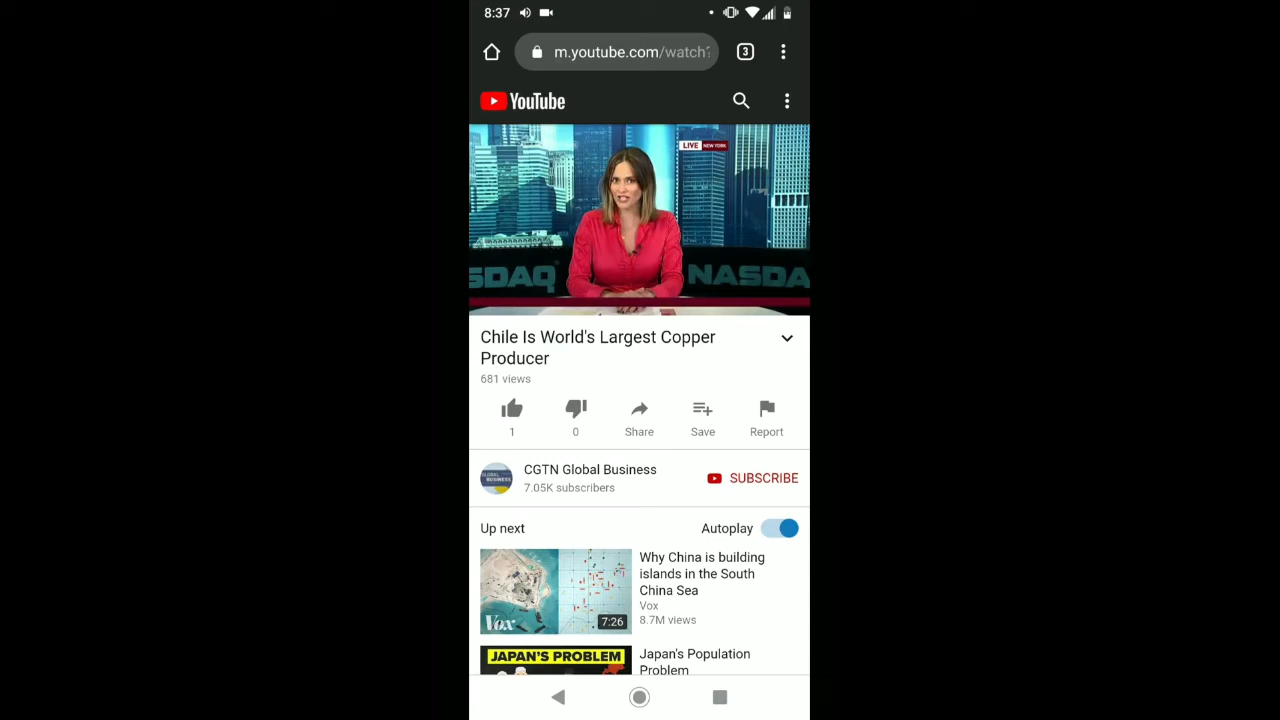 8:37
m.youtube.com/watch?
3
YouTube
LIVE NEW YORK
SDAQ NASDA
Chile Is World's Largest Copper
Producer
681 views
1 0 Share Save Report
GLOBAL
BUSINESS
CGTN Global Business
7.05K subscribers
SUBSCRIBE
Up next
Autoplay
Why China is building
islands in the South
China Sea
Vox
8.7M views
Vox
7:26
JAPAN'S PROBLEM
Japan's Population
Problem